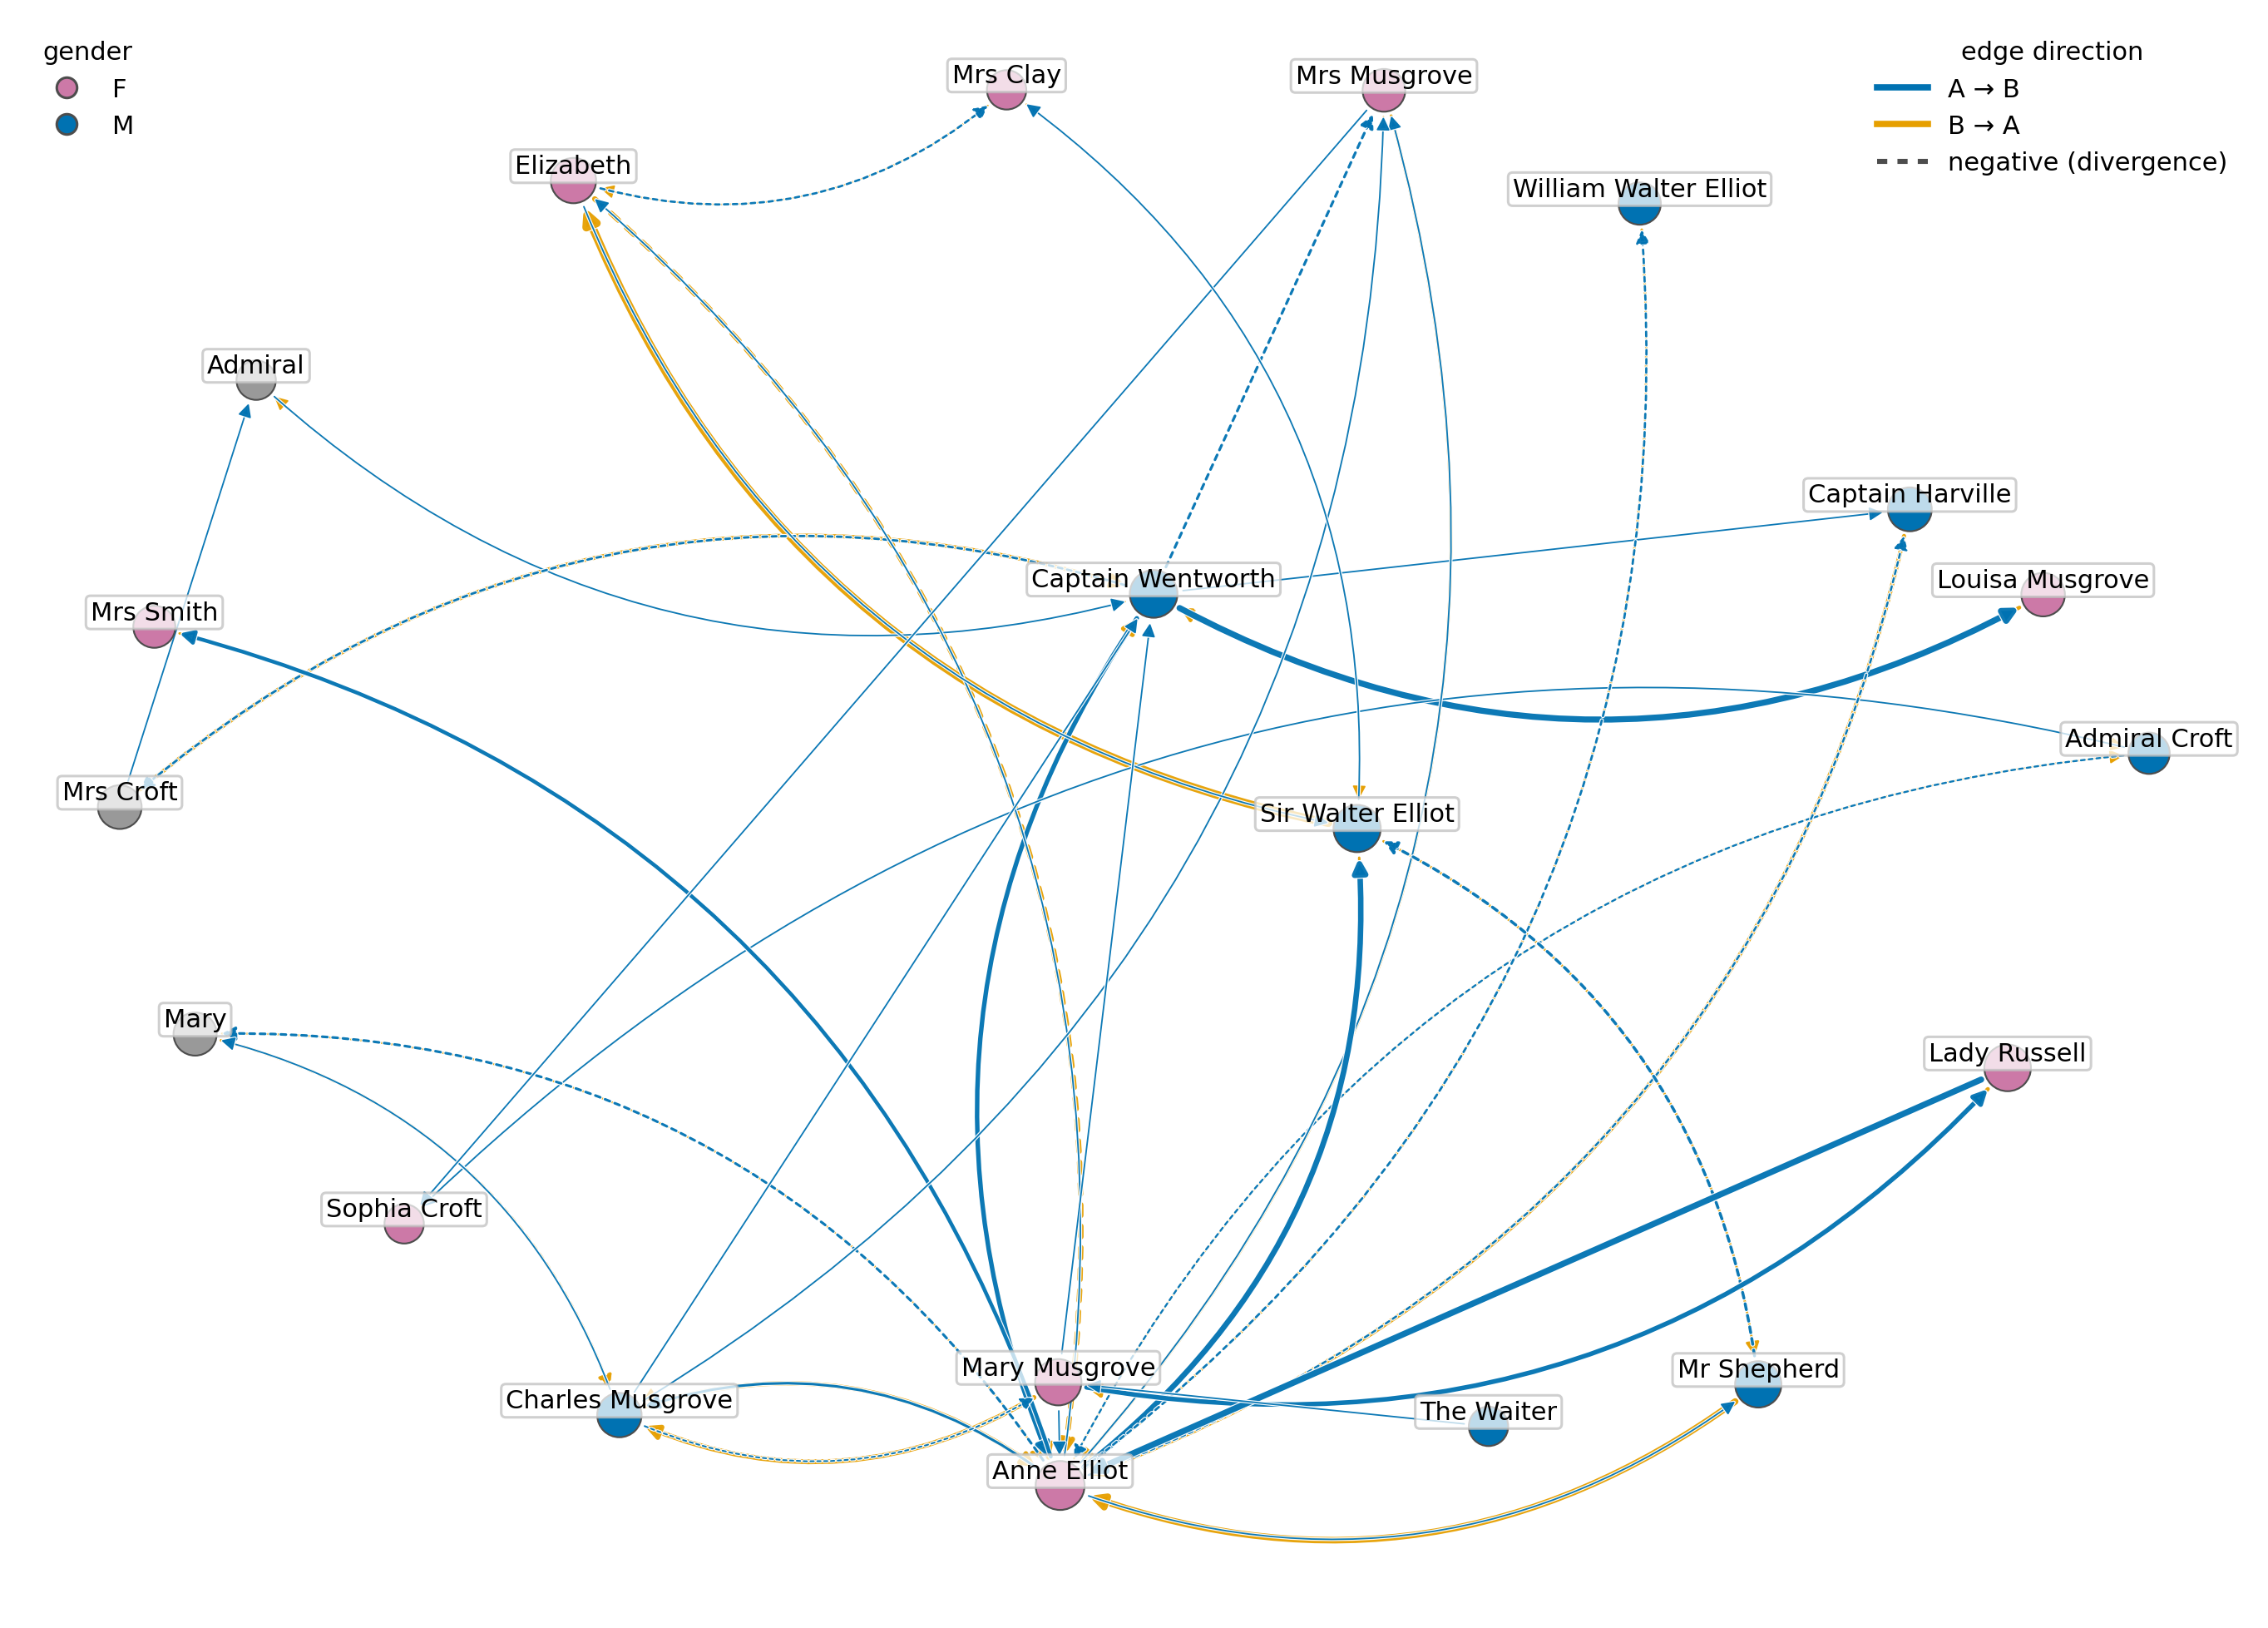 gender
F
M
edge direction
A → B
B → A
negative (divergence)
Mrs Clay
Mrs Musgrove
Elizabeth
William Walter Elliot
Admiral
Captain Harville
Captain Wentworth
Louisa Musgrove
Mrs Smith
Admiral Croft
Mrs Croft
Sir Walter Elliot
Mary
Lady Russell
Sophia Croft
Mary Musgrove
Mr Shepherd
Charles Musgrove
The Waiter
Anne Elliot